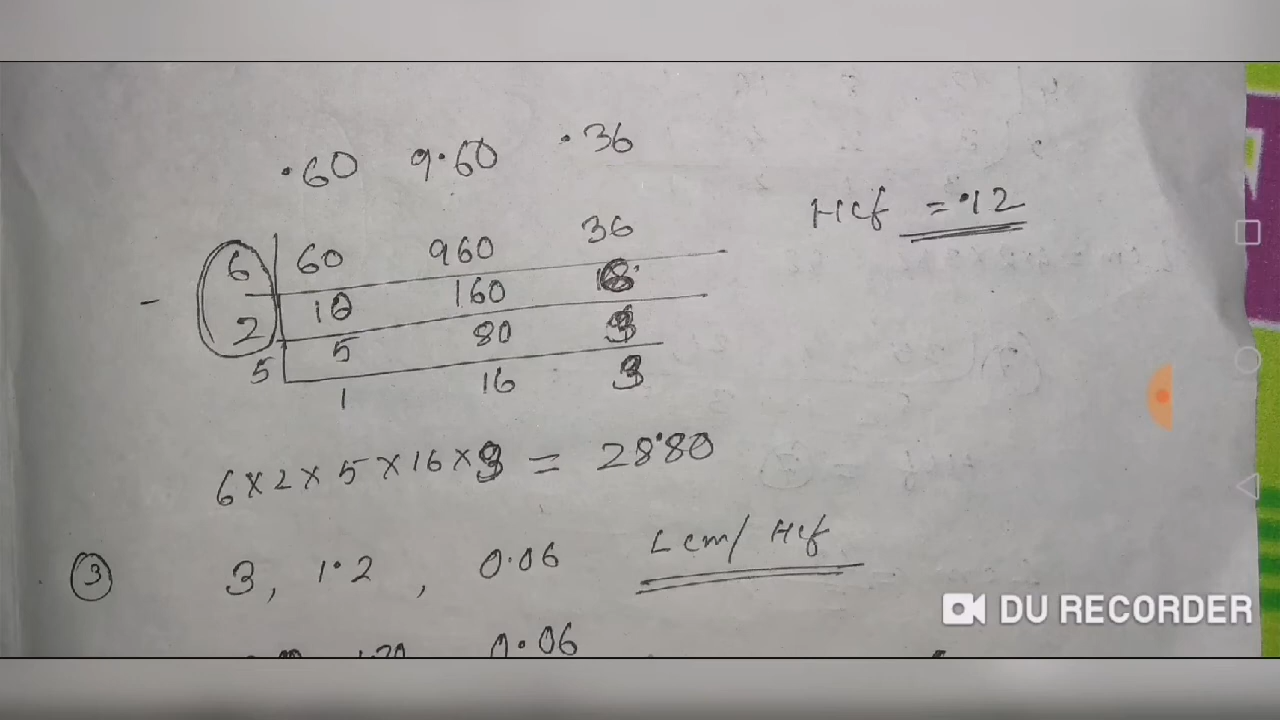 .60 9.60 .36
Hcf = .12
6 60 960 36
- 10 160
2 5 80 3
5 1 16 3
6 x 2 x 5 x 16 x 3 = 28.80
3 3, 1.2, 0.06 Lcm/Hcf
0.06
DU RECORDER